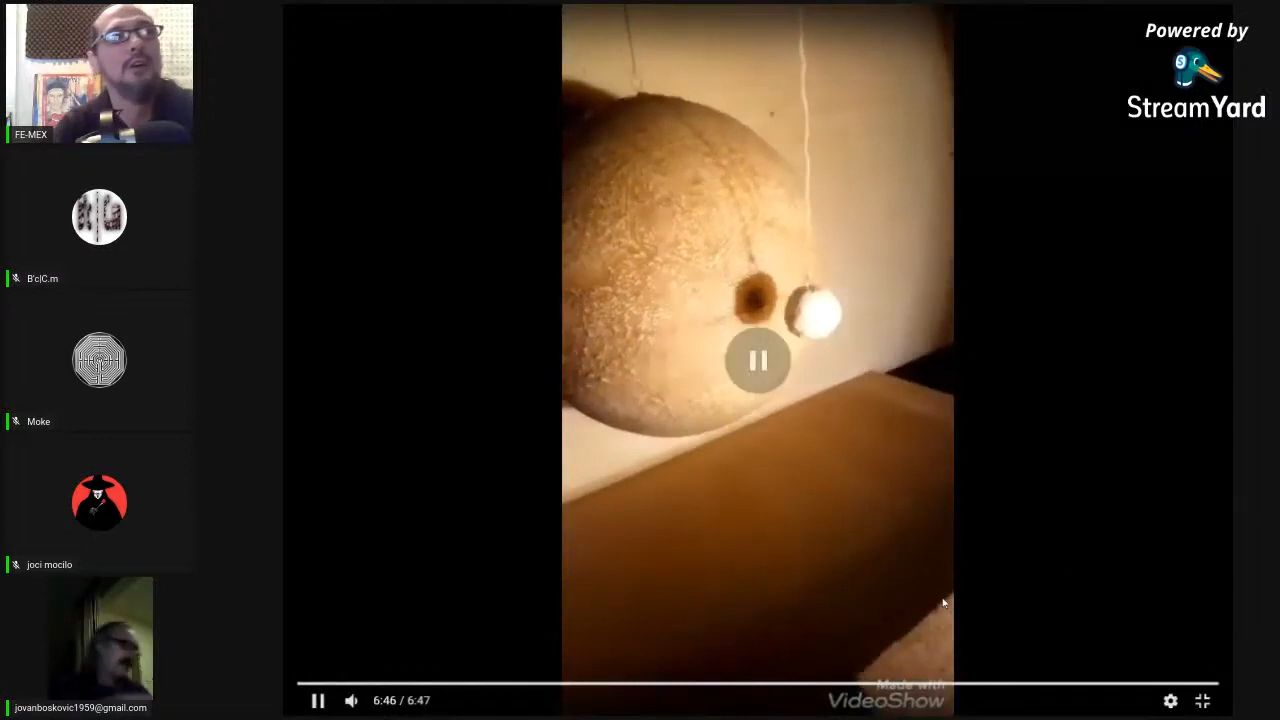 Powered by
StreamYard
FE-MEX
B'c|C.m
Moke
joci mocilo
jovanboskovic1959@gmail.com
6:46 / 6:47
Made with
VideoShow